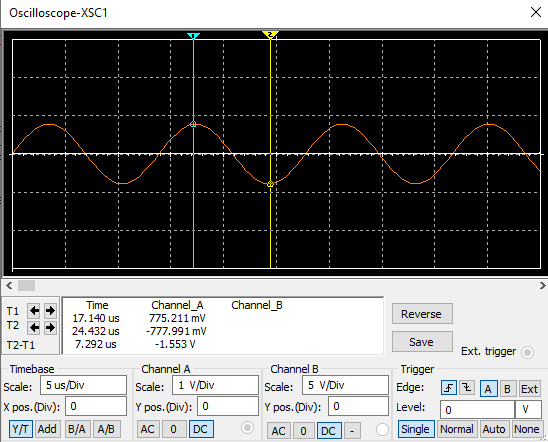 Oscilloscope-XSC1
1 2
Time Channel_A Channel_B
T1 17.140 us 775.211 mV
T2 24.432 us -777.991 mV
T2-T1 7.292 us -1.553 V
Reverse
Save
Ext. trigger
Timebase Channel A Channel B Trigger
Scale: 5 us/Div Scale: 1 V/Div Scale: 5 V/Div Edge: A B Ext
X pos.(Div): 0 Y pos.(Div): 0 Y pos.(Div): 0 Level: 0 V
Y/T Add B/A A/B AC 0 DC AC 0 DC - Single Normal Auto None